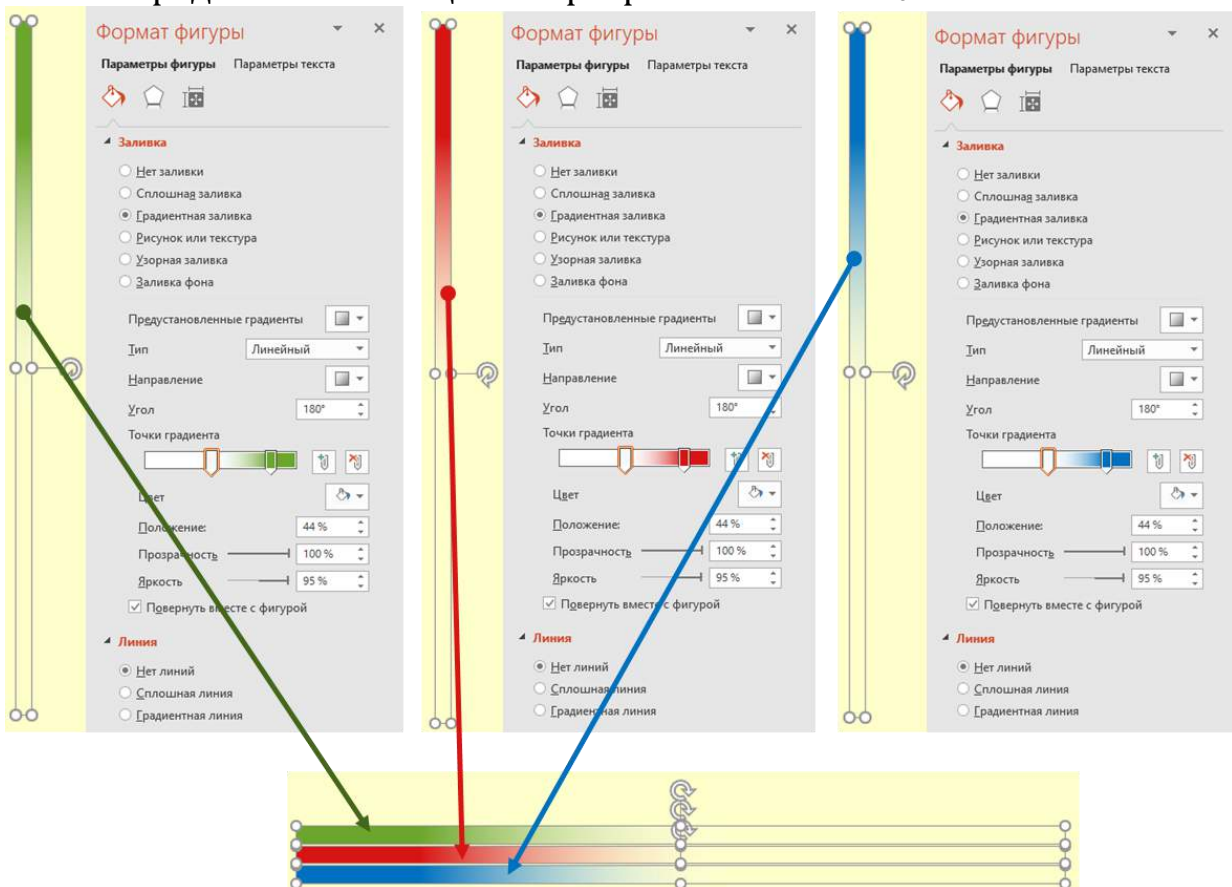 Формат фигуры
Параметры фигуры Параметры текста
Заливка
Нет заливки
Сплошная заливка
Градиентная заливка
Рисунок или текстура
Узорная заливка
Заливка фона
Предустановленные градиенты
Тип Линейный
Направление
Угол 180°
Точки градиента
Цвет
Положение: 44 %
Прозрачность 100 %
Яркость 95 %
Повернуть вместе с фигурой
Линия
Нет линий
Сплошная линия
Градиентная линия
Формат фигуры
Параметры фигуры Параметры текста
Заливка
Нет заливки
Сплошная заливка
Градиентная заливка
Рисунок или текстура
Узорная заливка
Заливка фона
Предустановленные градиенты
Тип Линейный
Направление
Угол 180°
Точки градиента
Цвет
Положение: 44 %
Прозрачность 100 %
Яркость 95 %
Повернуть вместе с фигурой
Линия
Нет линий
Сплошная линия
Градиентная линия
Формат фигуры
Параметры фигуры Параметры текста
Заливка
Нет заливки
Сплошная заливка
Градиентная заливка
Рисунок или текстура
Узорная заливка
Заливка фона
Предустановленные градиенты
Тип Линейный
Направление
Угол 180°
Точки градиента
Цвет
Положение: 44 %
Прозрачность 100 %
Яркость 95 %
Повернуть вместе с фигурой
Линия
Нет линий
Сплошная линия
Градиентная линия